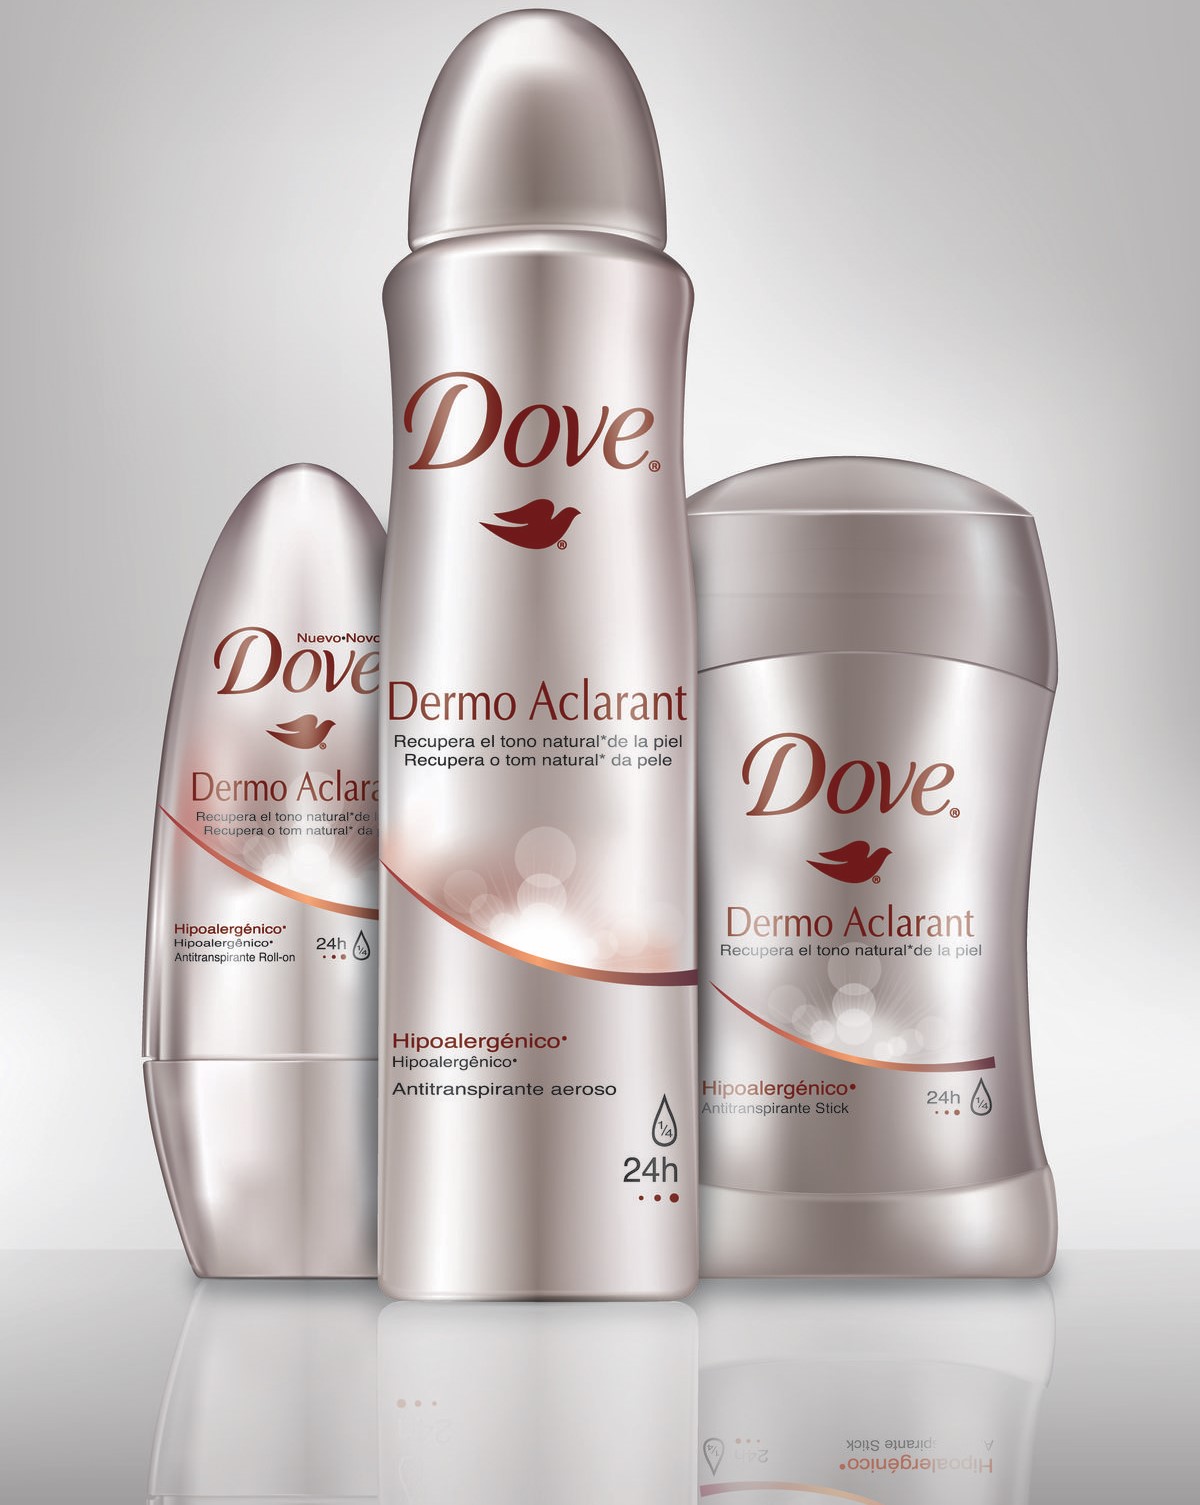 Nuevo•Novo
Dove
Dermo Aclara
Recupera el tono natural*de l
Recupera o tom natural* da
Hipoalergénico•
Hipoalergênico•
Antitranspirante Roll-on
24h
¼
Dove®
®
Dermo Aclarant
Recupera el tono natural*de la piel
Recupera o tom natural* da pele
Hipoalergénico•
Hipoalergênico•
Antitranspirante aeroso
¼
24h
Dove®
®
Dermo Aclarant
Recupera el tono natural*de la piel
Hipoalergénico•
Antitranspirante Stick
24h
¼